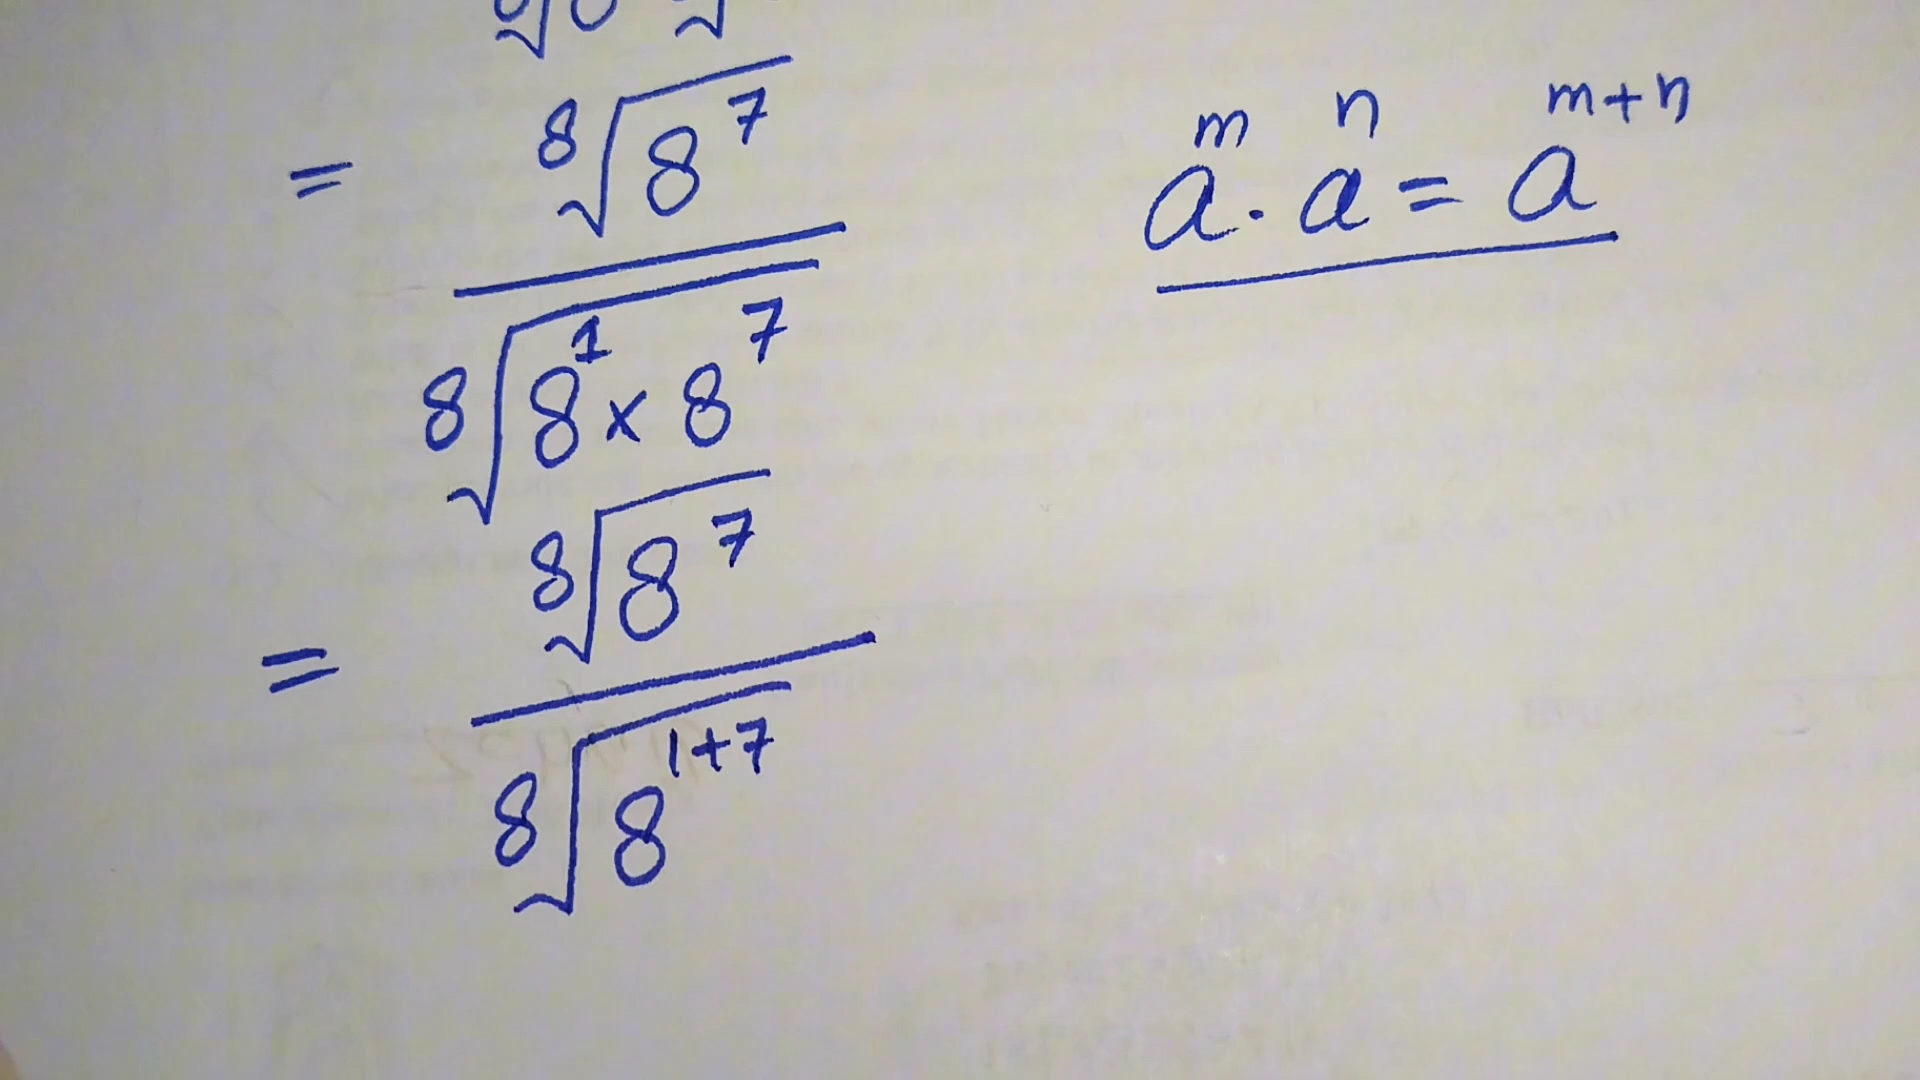 = ⁸√8⁷
⁸√8¹ × 8⁷
= ⁸√8⁷
⁸√8¹⁺⁷
aᵐ · aⁿ = aᵐ⁺ⁿ